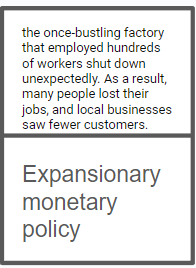 the once-bustling factory
that employed hundreds
of workers shut down
unexpectedly. As a result,
many people lost their
jobs, and local businesses
saw fewer customers.
Expansionary
monetary
policy